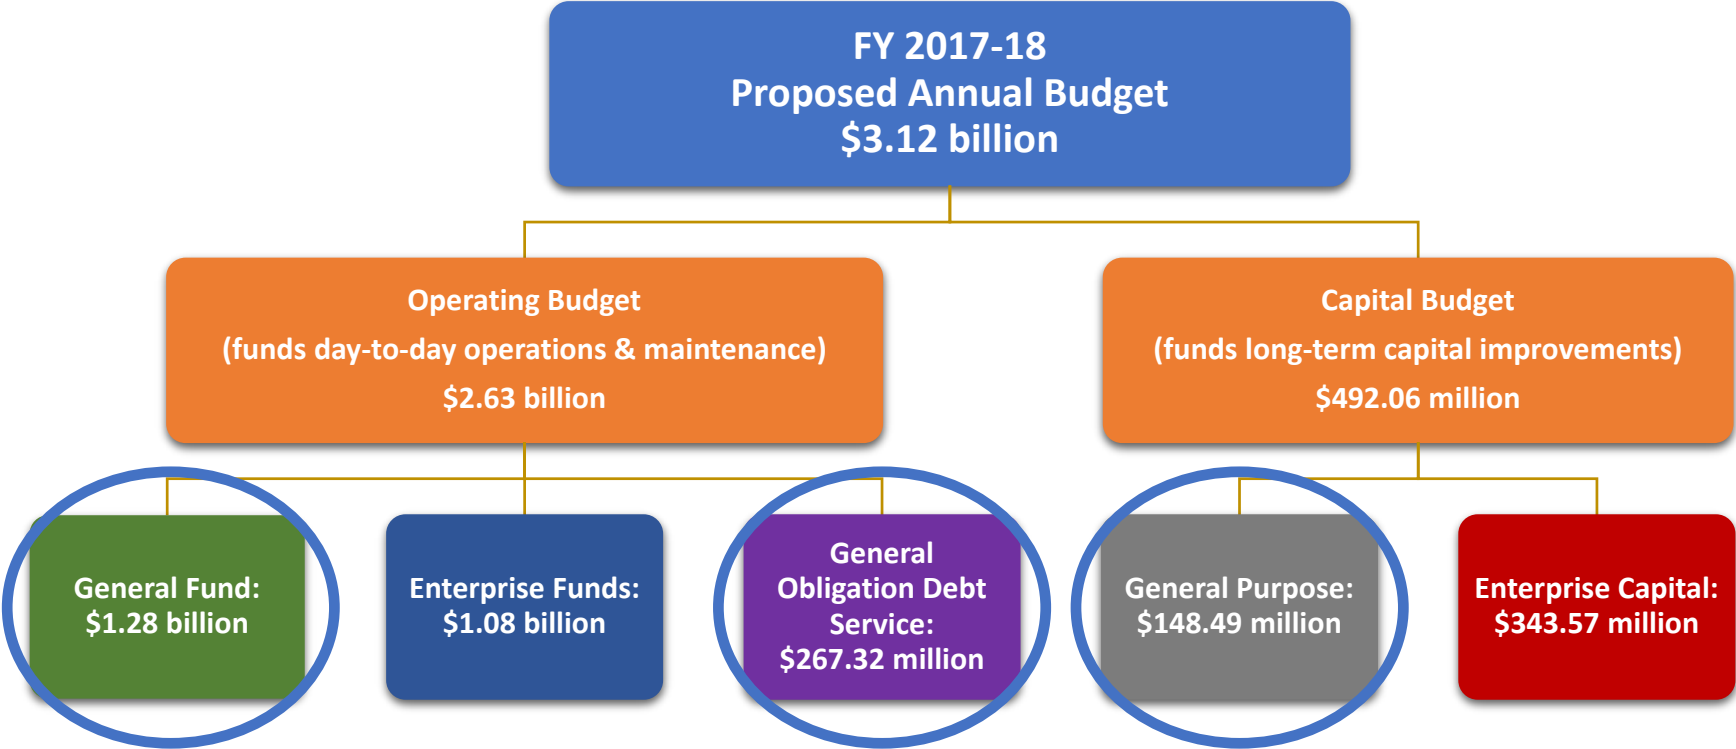 FY 2017-18
Proposed Annual Budget
$3.12 billion
Operating Budget
(funds day-to-day operations & maintenance)
$2.63 billion
Capital Budget
(funds long-term capital improvements)
$492.06 million
General Fund:
$1.28 billion
Enterprise Funds:
$1.08 billion
General
Obligation Debt
Service:
$267.32 million
General Purpose:
$148.49 million
Enterprise Capital:
$343.57 million